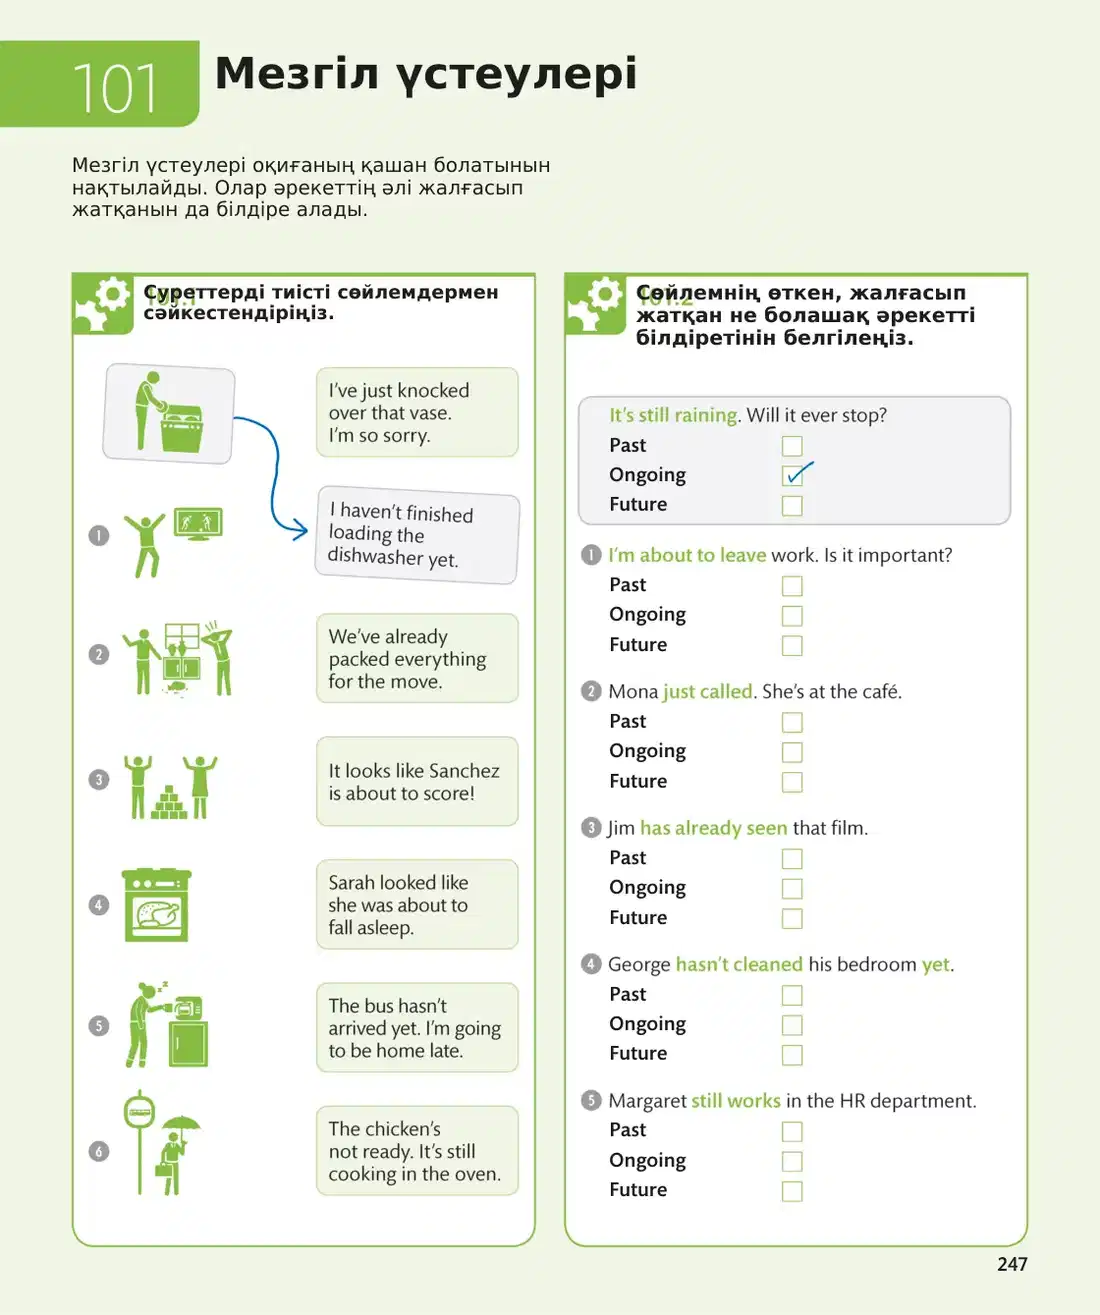 101
Мезгіл үстеулері
Мезгіл үстеулері оқиғаның қашан болатынын
нақтылайды. Олар әрекеттің әлі жалғасып
жатқанын да білдіре алады.
Суреттерді тиісті сөйлемдермен
сәйкестендіріңіз.
I've just knocked
over that vase.
I'm so sorry.
I haven't finished
loading the
dishwasher yet.
We've already
packed everything
for the move.
It looks like Sanchez
is about to score!
Sarah looked like
she was about to
fall asleep.
The bus hasn't
arrived yet. I'm going
to be home late.
The chicken's
not ready. It's still
cooking in the oven.
1
2
3
4
5
6
Сөйлемнің өткен, жалғасып
жатқан не болашақ әрекетті
білдіретінін белгілеңіз.
It's still raining. Will it ever stop?
Past
Ongoing
Future
1 I'm about to leave work. Is it important?
Past
Ongoing
Future
2 Mona just called. She's at the café.
Past
Ongoing
Future
3 Jim has already seen that film.
Past
Ongoing
Future
4 George hasn't cleaned his bedroom yet.
Past
Ongoing
Future
5 Margaret still works in the HR department.
Past
Ongoing
Future
247